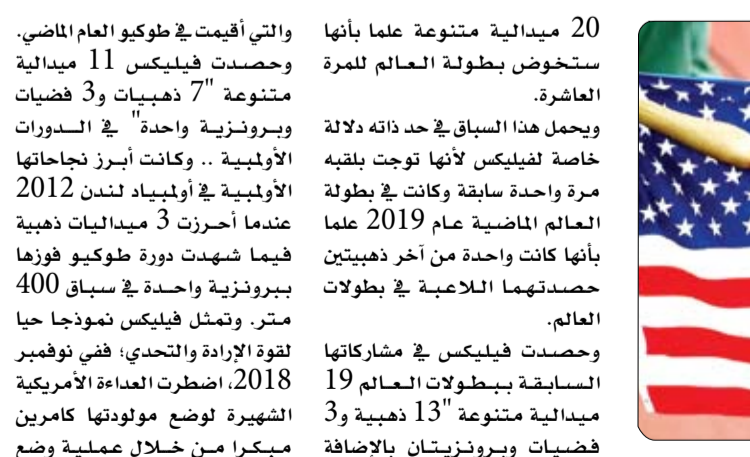 20 ميدالية متنوعة علما بأنها
ستخوض بطولة العالم للمرة
العاشرة.
ويحمل هذا السباق في حد ذاته دلالة
خاصة لفيليكس لأنها توجت بلقبه
مرة واحدة سابقة وكانت في بطولة
العالم الماضية عام 2019 علما
بأنها كانت واحدة من آخر ذهبيتين
حصدتهما اللاعبة في بطولات
العالم.
وحصدت فيليكس في مشاركاتها
السابقة ببطولات العالم 19
ميدالية متنوعة "13 ذهبية و3
فضيات وبرونزيتان بالإضافة
والتي أقيمت في طوكيو العام الماضي.
وحصدت فيليكس 11 ميدالية
متنوعة "7 ذهبيات و3 فضيات
وبرونزية واحدة" في الدورات
الأولمبية .. وكانت أبرز نجاحاتها
الأولمبية في أولمبياد لندن 2012
عندما أحرزت 3 ميداليات ذهبية
فيما شهدت دورة طوكيو فوزها
ببرونزية واحدة في سباق 400
متر. وتمثل فيليكس نموذجا حيا
لقوة الإرادة والتحدي؛ ففي نوفمبر
2018، اضطرت العداءة الأمريكية
الشهيرة لوضع مولودتها كامرين
مبكرا من خلال عملية وضع